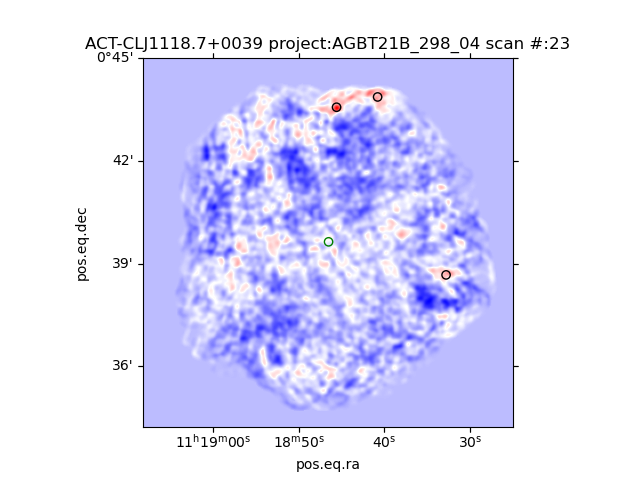 ACT-CLJ1118.7+0039 project:AGBT21B_298_04 scan #:23
0°45'
42'
39'
36'
11ʰ19ᵐ00ˢ 18ᵐ50ˢ 40ˢ 30ˢ
pos.eq.dec
pos.eq.ra